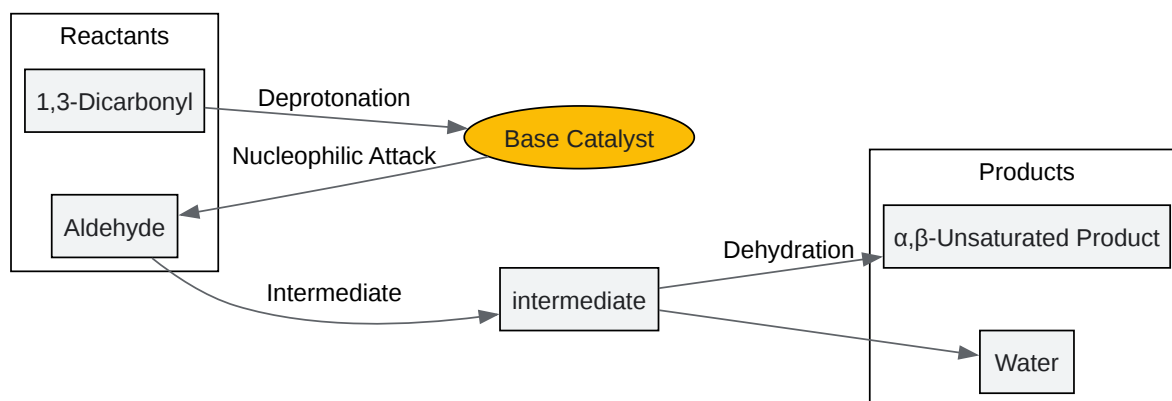 Reactants
1,3-Dicarbonyl
Deprotonation
Base Catalyst
Nucleophilic Attack
Aldehyde
Intermediate
intermediate
Dehydration
Products
α,β-Unsaturated Product
Water